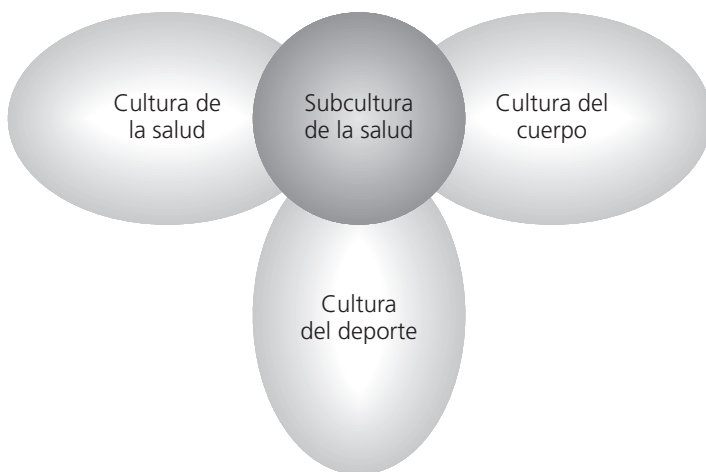 Cultura de
la salud
Subcultura
de la salud
Cultura del
cuerpo
Cultura
del deporte